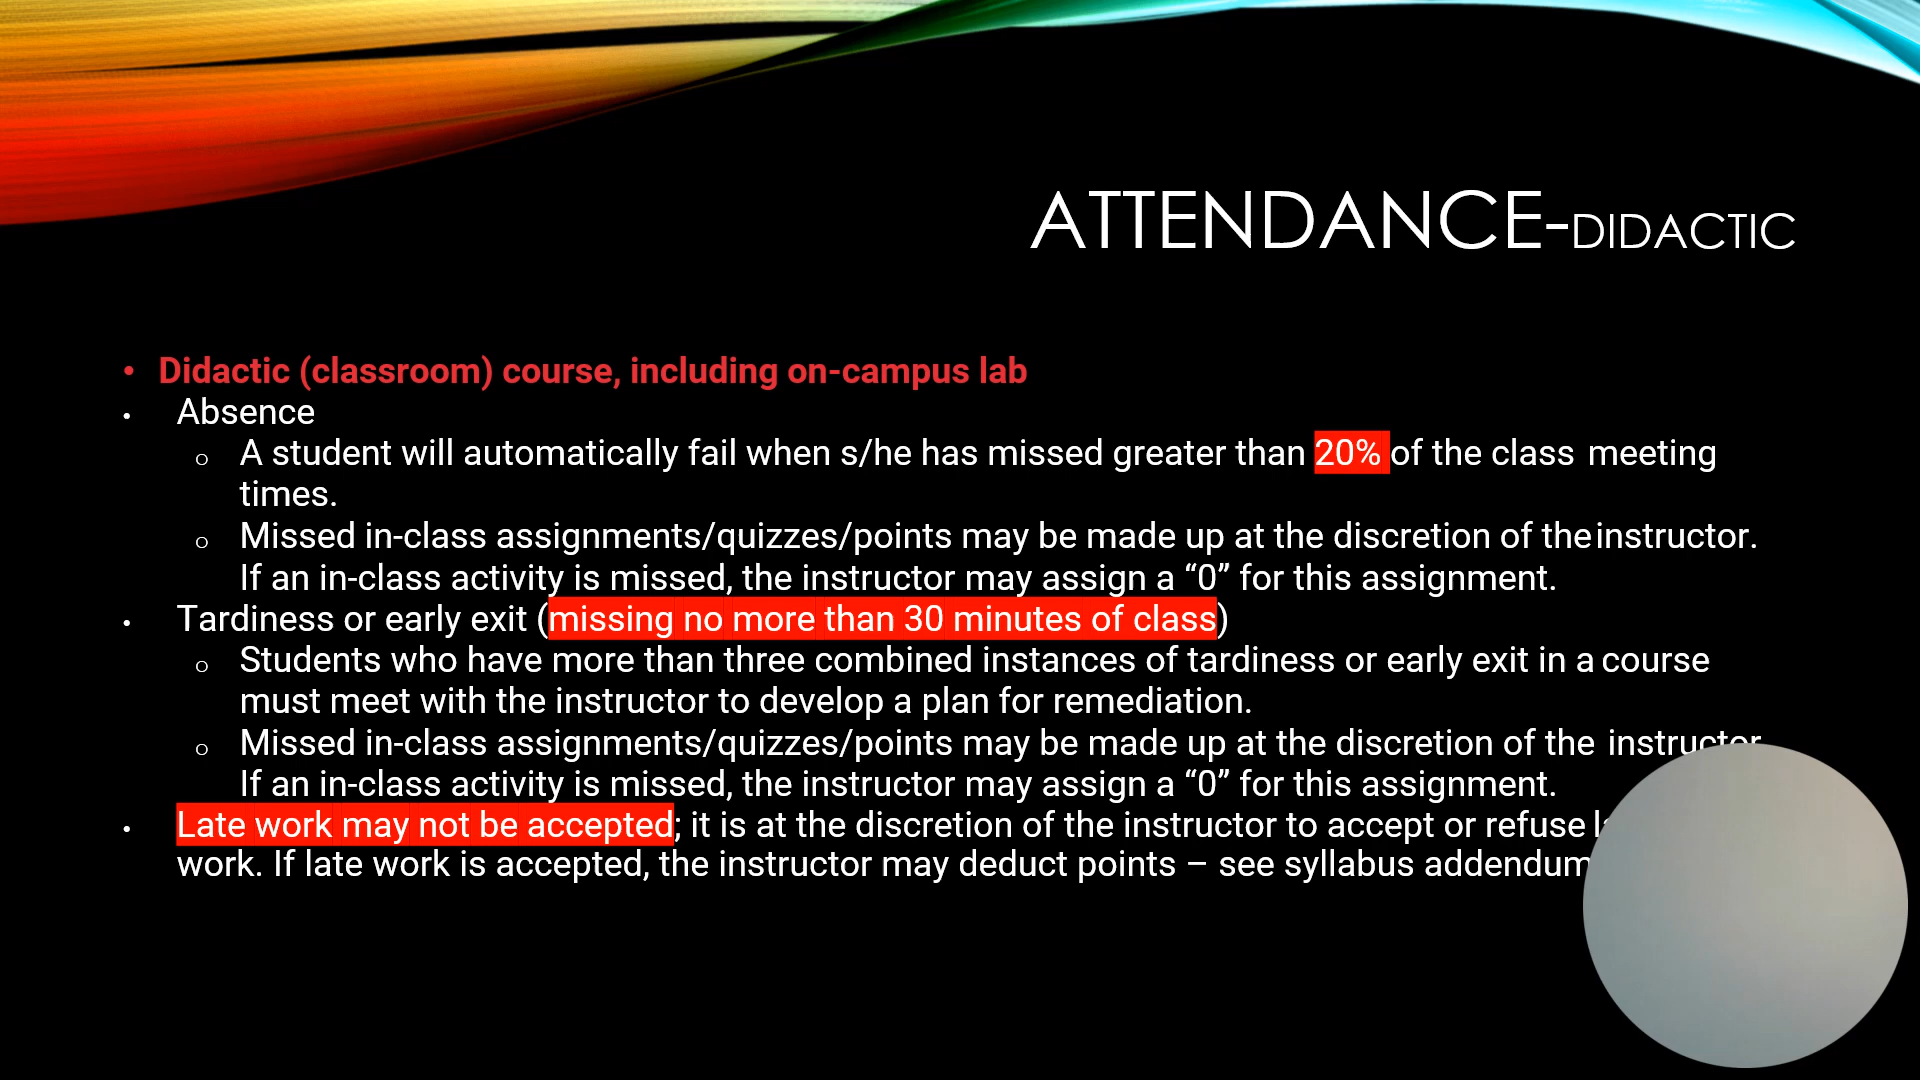 ATTENDANCE-DIDACTIC
• Didactic (classroom) course, including on-campus lab
• Absence
o A student will automatically fail when s/he has missed greater than 20% of the class meeting
times.
o Missed in-class assignments/quizzes/points may be made up at the discretion of the instructor.
If an in-class activity is missed, the instructor may assign a “0” for this assignment.
• Tardiness or early exit (missing no more than 30 minutes of class)
o Students who have more than three combined instances of tardiness or early exit in a course
must meet with the instructor to develop a plan for remediation.
o Missed in-class assignments/quizzes/points may be made up at the discretion of the instructor
If an in-class activity is missed, the instructor may assign a “0” for this assignment.
• Late work may not be accepted; it is at the discretion of the instructor to accept or refuse
work. If late work is accepted, the instructor may deduct points – see syllabus addendum